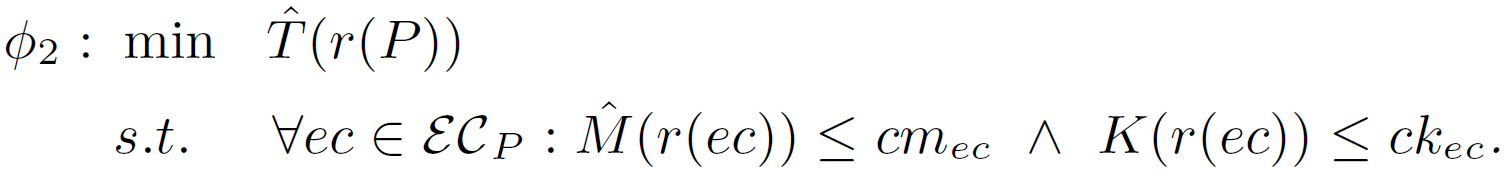 ϕ₂ : min T̂(r(P))
s.t. ∀ec ∈ ℰ𝒞_P : M̂(r(ec)) ≤ cm_ec ∧ K(r(ec)) ≤ ck_ec.